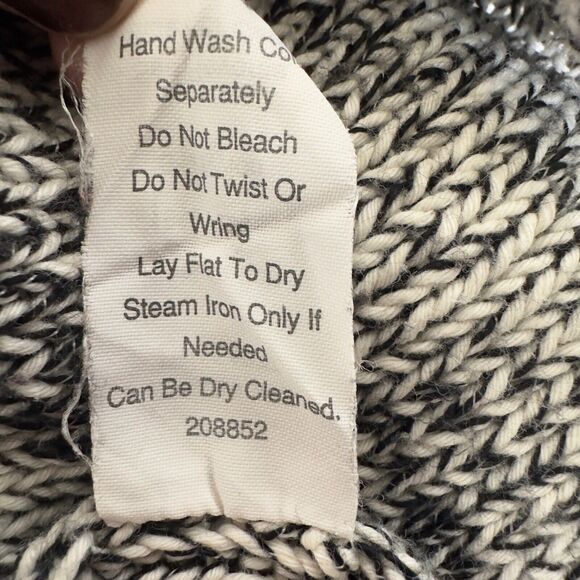 Hand Wash
Separately
Do Not Bleach
Do Not Twist Or
Wring
Lay Flat To Dry
Steam Iron Only If
Needed
Can Be Dry Cleaned.
208852